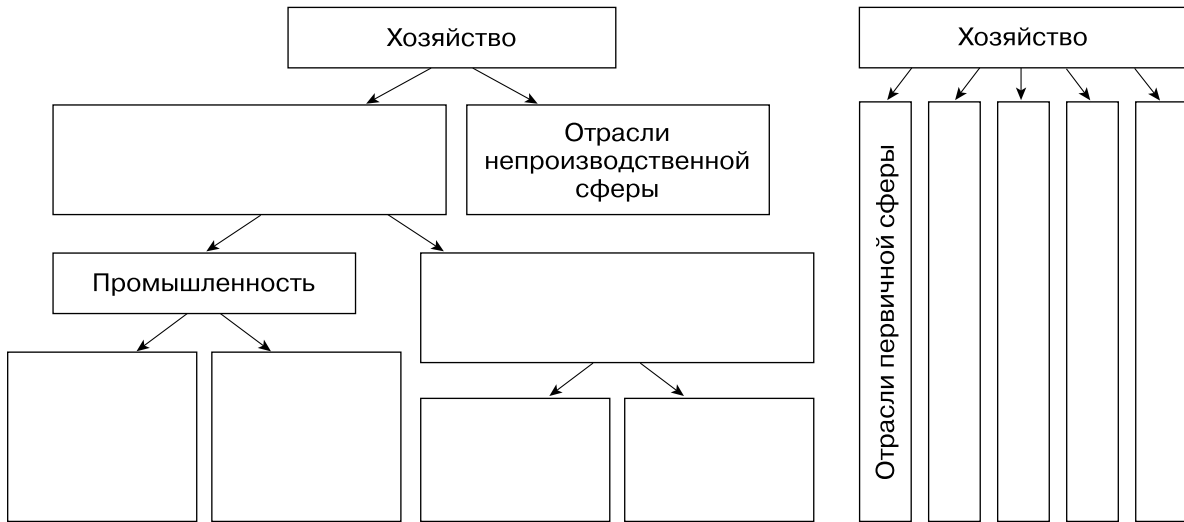 Хозяйство
Отрасли
непроизводственной
сферы
Промышленность
Хозяйство
Отрасли первичной сферы